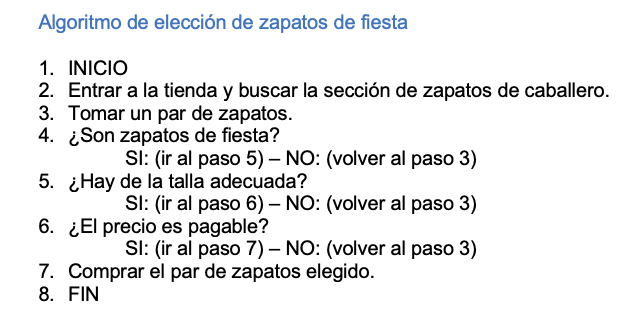 Algoritmo de elección de zapatos de fiesta
1. INICIO
2. Entrar a la tienda y buscar la sección de zapatos de caballero.
3. Tomar un par de zapatos.
4. ¿Son zapatos de fiesta?
SI: (ir al paso 5) – NO: (volver al paso 3)
5. ¿Hay de la talla adecuada?
SI: (ir al paso 6) – NO: (volver al paso 3)
6. ¿El precio es pagable?
SI: (ir al paso 7) – NO: (volver al paso 3)
7. Comprar el par de zapatos elegido.
8. FIN